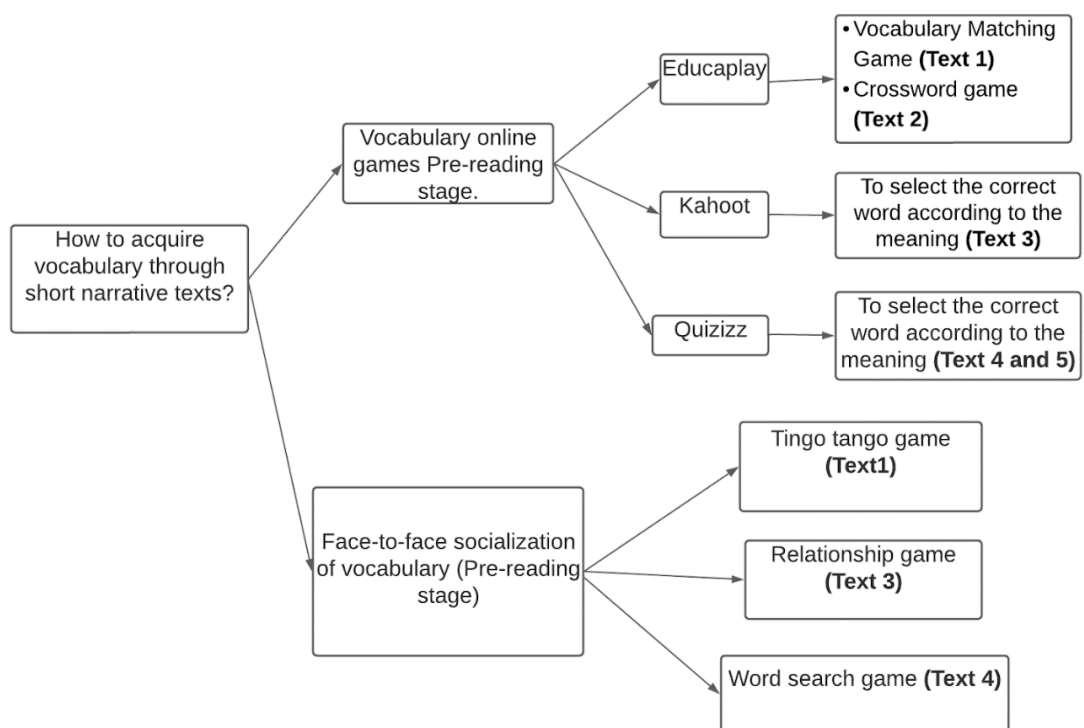 How to acquire
vocabulary through
short narrative texts?
Vocabulary online
games Pre-reading
stage.
Educaplay
• Vocabulary Matching
Game (Text 1)
• Crossword game
(Text 2)
Kahoot
To select the correct
word according to the
meaning (Text 3)
Quizizz
To select the correct
word according to the
meaning (Text 4 and 5)
Face-to-face socialization
of vocabulary (Pre-reading
stage)
Tingo tango game
(Text1)
Relationship game
(Text 3)
Word search game (Text 4)